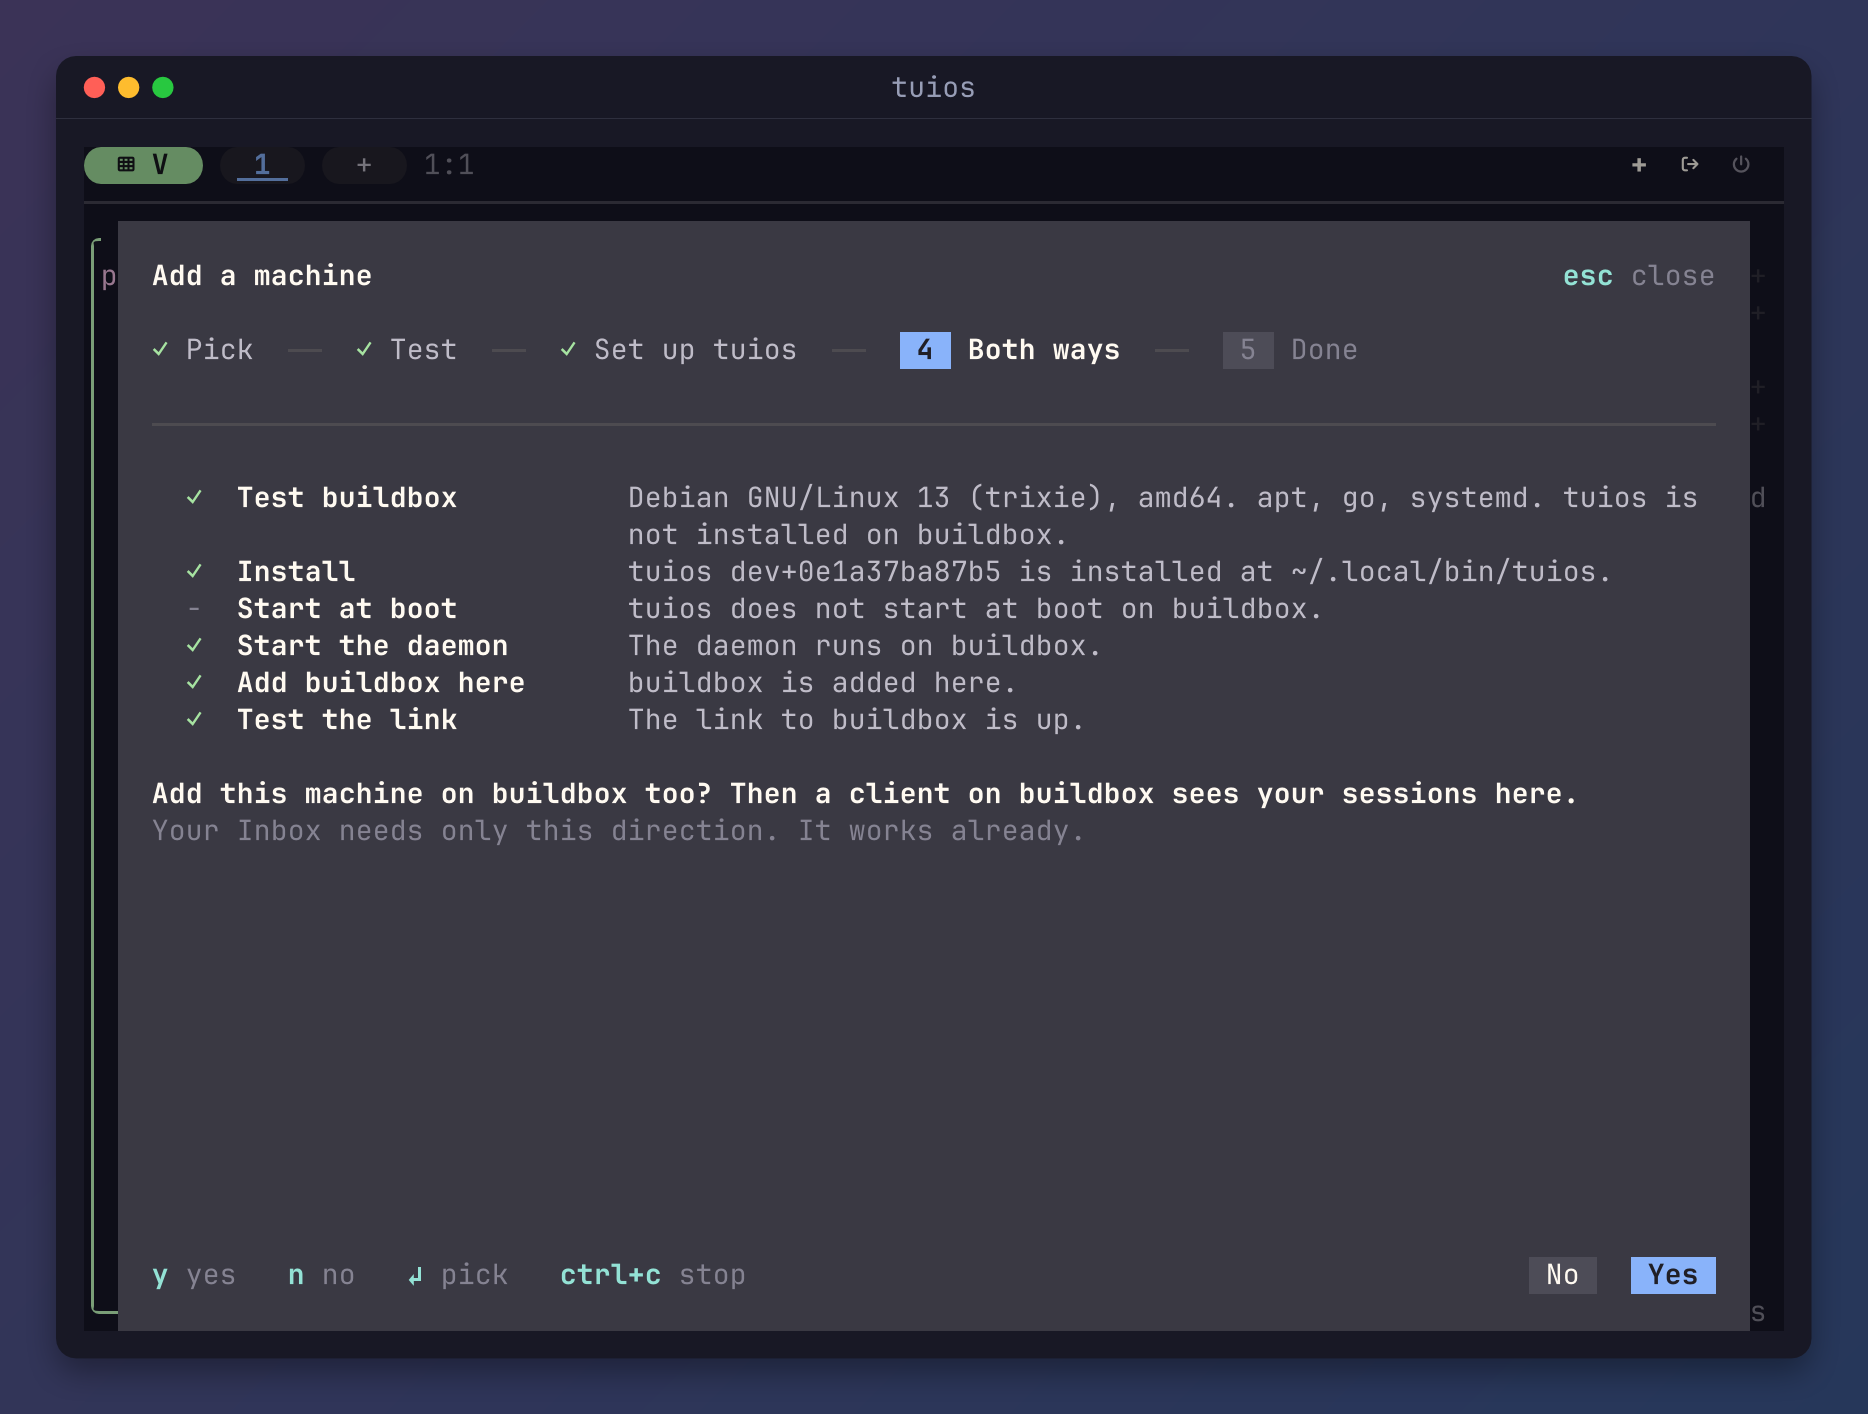 tuios
V 1 + 1:1
p
Add a machine esc close
✓ Pick ── ✓ Test ── ✓ Set up tuios ── 4 Both ways ── 5 Done
✓ Test buildbox Debian GNU/Linux 13 (trixie), amd64. apt, go, systemd. tuios is
d
not installed on buildbox.
✓ Install tuios dev+0e1a37ba87b5 is installed at ~/.local/bin/tuios.
- Start at boot tuios does not start at boot on buildbox.
✓ Start the daemon The daemon runs on buildbox.
✓ Add buildbox here buildbox is added here.
✓ Test the link The link to buildbox is up.
Add this machine on buildbox too? Then a client on buildbox sees your sessions here.
Your Inbox needs only this direction. It works already.
y yes n no ↲ pick ctrl+c stop No Yes
s